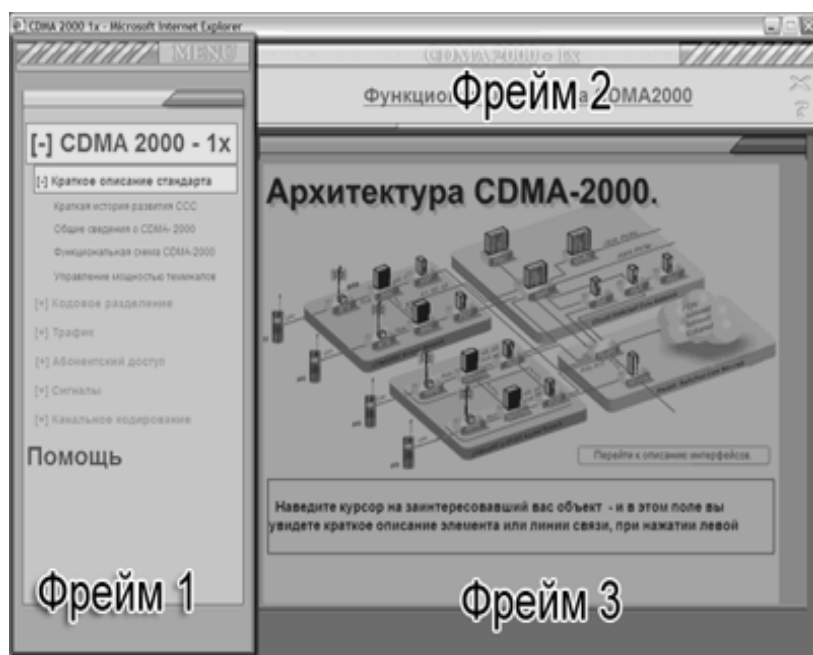 CDMA 2000 1x - Microsoft Internet Explorer
MENU
[-] CDMA 2000 - 1x
[-] Краткое описание стандарта
Краткая история развития ССС
Общие сведения о CDMA- 2000
Функциональная схема CDMA-2000
Управление мощностью терминалов
[+] Кодовое разделение
[+] Трафик
[+] Абонентский доступ
[+] Сигналы
[+] Канальное кодирование
Помощь
Фрейм 1
CDMA 2000 - 1x
CDMA2000
Фрейм 2
Архитектура CDMA-2000.
Перейти к описанию интерфейсов.
Наведите курсор на заинтересовавший вас объект - и в этом поле вы
увидете краткое описание элемента или линии связи, при нажатии левой
Фрейм 3